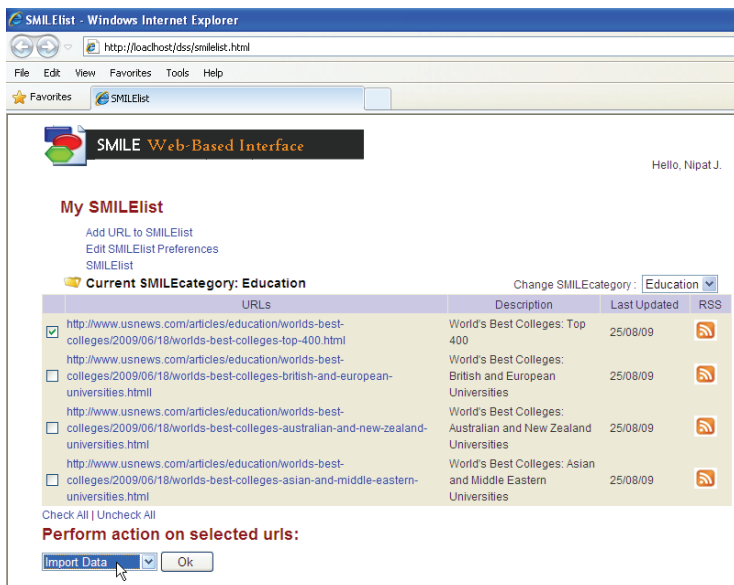 SMILElist - Windows Internet Explorer
http://loaclhost/dss/smilelist.html
File Edit View Favorites Tools Help
Favorites SMILElist
SMILE Web-Based Interface
Hello, Nipat J.
My SMILElist
Add URL to SMILElist
Edit SMILElist Preferences
SMILElist
Current SMILEcategory: Education Change SMILEcategory : Education
URLs Description Last Updated RSS
http://www.usnews.com/articles/education/worlds-best- World's Best Colleges: Top
colleges/2009/06/18/worlds-best-colleges-top-400.html 400 25/08/09
http://www.usnews.com/articles/education/worlds-best- World's Best Colleges:
colleges/2009/06/18/worlds-best-colleges-british-and-european- British and European 25/08/09
universities.htmll Universities
http://www.usnews.com/articles/education/worlds-best- World's Best Colleges:
colleges/2009/06/18/worlds-best-colleges-australian-and-new-zealand- Australian and New Zealand 25/08/09
universities.html Universities
http://www.usnews.com/articles/education/worlds-best- World's Best Colleges: Asian
colleges/2009/06/18/worlds-best-colleges-asian-and-middle-eastern- and Middle Eastern 25/08/09
universities.html Universities
Check All | Uncheck All
Perform action on selected urls:
Import Data Ok